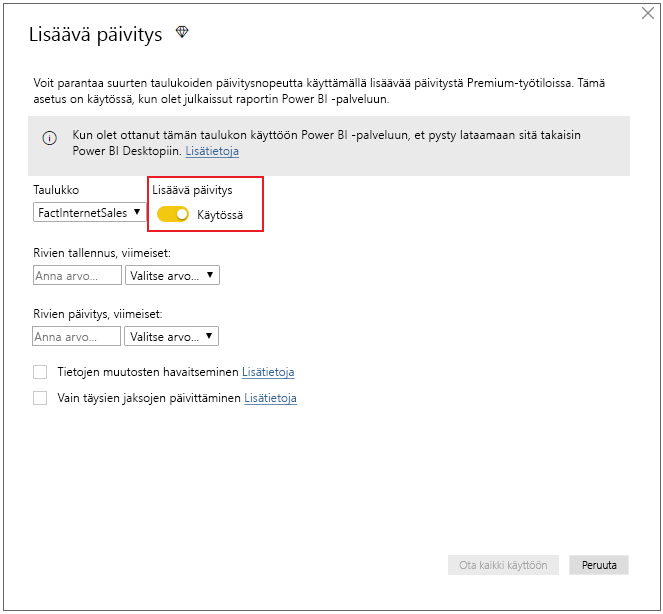 Lisäävä päivitys
Voit parantaa suurten taulukoiden päivitysnopeutta käyttämällä lisäävää päivitystä Premium-työtiloissa. Tämä
asetus on käytössä, kun olet julkaissut raportin Power BI -palveluun.
Kun olet ottanut tämän taulukon käyttöön Power BI -palveluun, et pysty lataamaan sitä takaisin
Power BI Desktopiin. Lisätietoja
Taulukko
Lisäävä päivitys
FactInternetSales
Käytössä
Rivien tallennus, viimeiset:
Anna arvo... Valitse arvo...
Rivien päivitys, viimeiset:
Anna arvo... Valitse arvo...
Tietojen muutosten havaitseminen Lisätietoja
Vain täysien jaksojen päivittäminen Lisätietoja
Ota kaikki käyttöön Peruuta